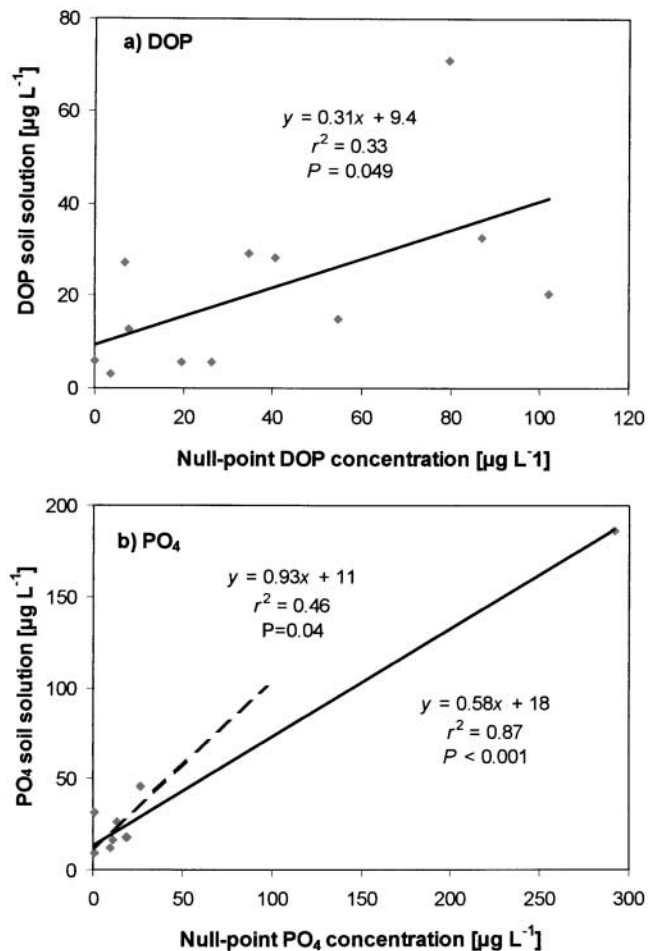 80
a) DOP
60
y = 0.31x + 9.4
r² = 0.33
P = 0.049
40
20
0
DOP soil solution [µg L⁻¹]
0 20 40 60 80 100 120
Null-point DOP concentration [µg L⁻1]
200
b) PO₄
150
y = 0.93x + 11
r² = 0.46
P=0.04
100
y = 0.58x + 18
r² = 0.87
P < 0.001
50
0
PO₄ soil solution [µg L⁻¹]
0 50 100 150 200 250 300
Null-point PO₄ concentration [µg L⁻¹]